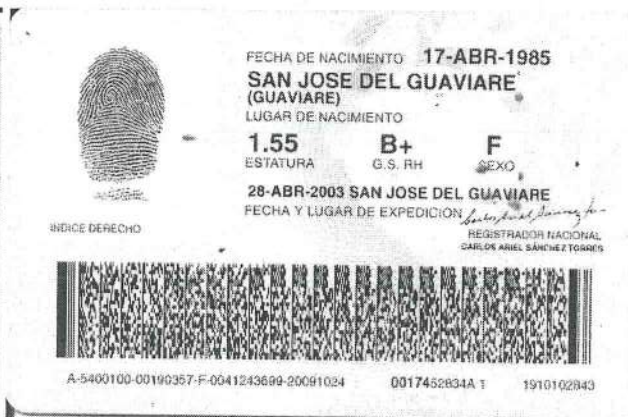 FECHA DE NACIMIENTO 17-ABR-1985
SAN JOSE DEL GUAVIARE
(GUAVIARE)
LUGAR DE NACIMIENTO
1.55 B+ F
ESTATURA G.S. RH SEXO
28-ABR-2003 SAN JOSE DEL GUAVIARE
FECHA Y LUGAR DE EXPEDICION
INDICE DERECHO
REGISTRADOR NACIONAL
CARLOS ARIEL SÁNCHEZ TORRES
A-5400100-00190357-F-0041243699-20091024 0017452834A 1 1910102843